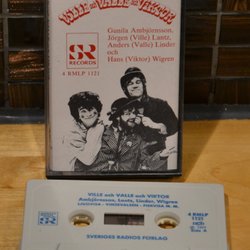 VILLE och VALLE och VIKTOR
Gunila Ambjörnsson,
Jörgen (Ville) Lantz,
Anders (Valle) Linder
och
Hans (Viktor) Wigren
SR
RECORDS
4 RMLP 1121
VILLE och VALLE och VIKTOR
Ambjörnsson, Lantz, Linder, Wigren
4 RMLP
1121
SVERIGES RADIOS FÖRLAG